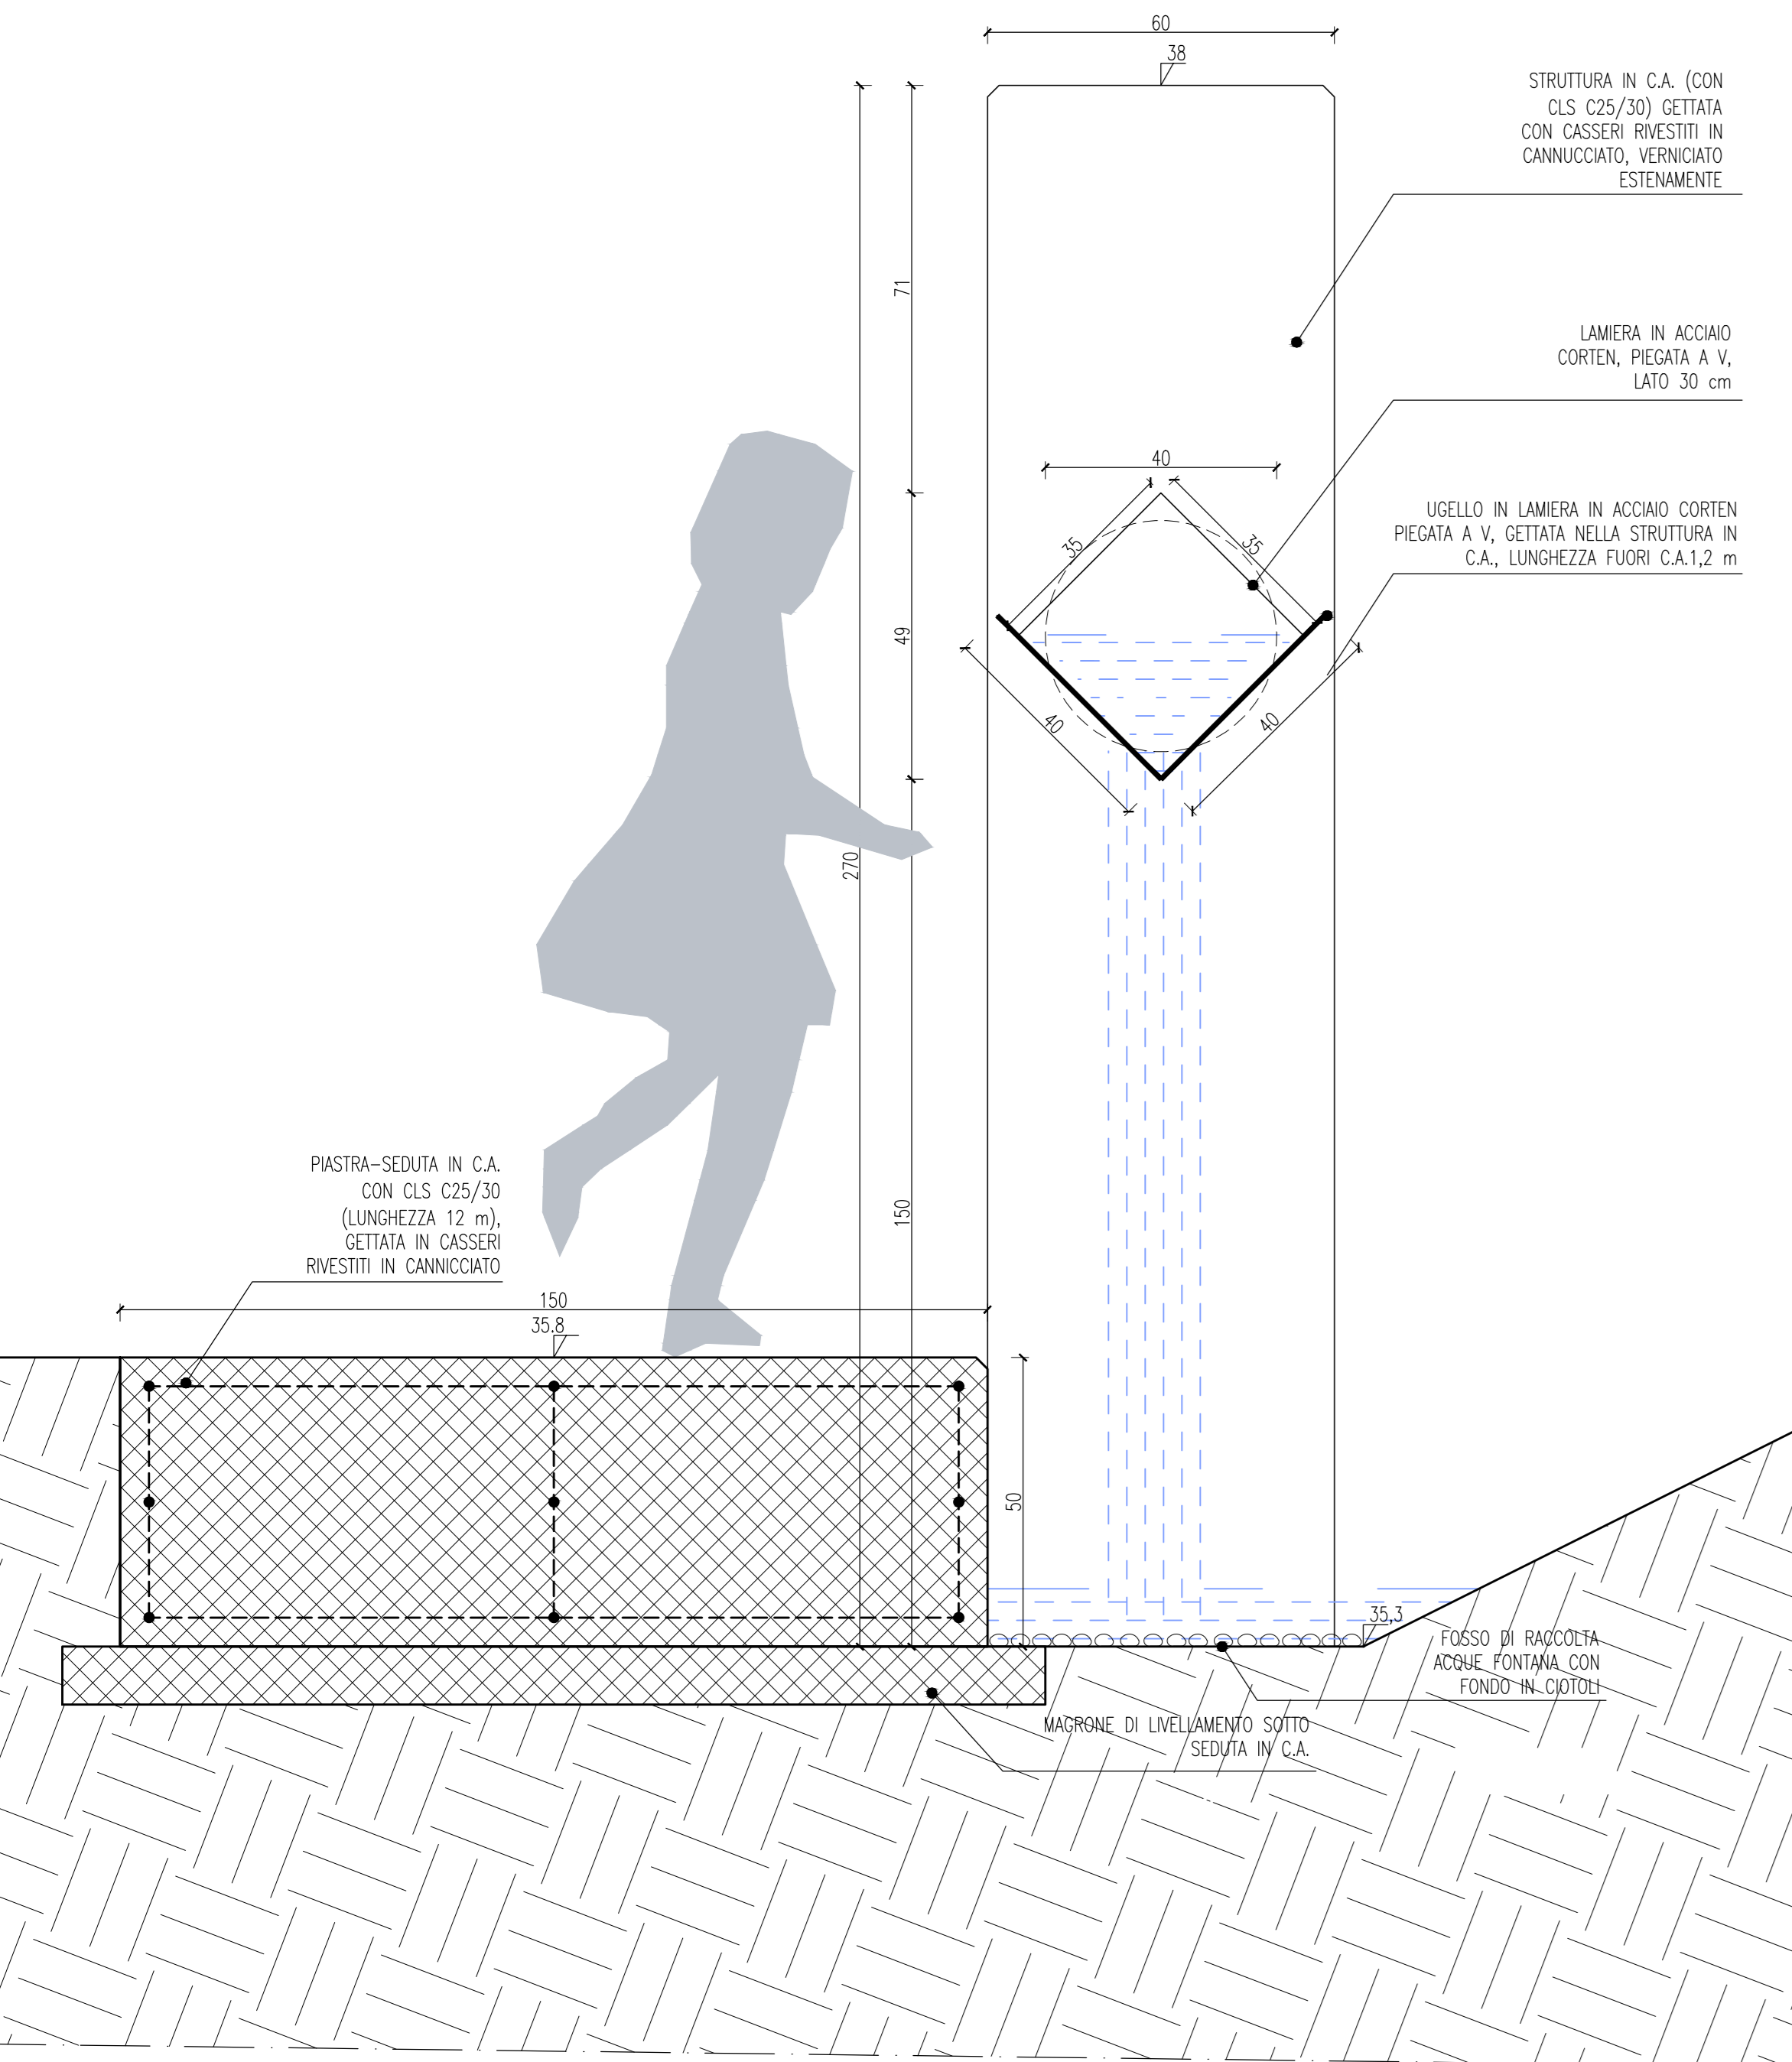 60
38
STRUTTURA IN C.A. (CON
CLS C25/30) GETTATA
CON CASSERI RIVESTITI IN
CANNUCCIATO, VERNICIATO
ESTENAMENTE
71
LAMIERA IN ACCIAIO
CORTEN, PIEGATA A V,
LATO 30 cm
40
UGELLO IN LAMIERA IN ACCIAIO CORTEN
PIEGATA A V, GETTATA NELLA STRUTTURA IN
C.A., LUNGHEZZA FUORI C.A.1,2 m
35
35
49
40
40
270
PIASTRA-SEDUTA IN C.A.
CON CLS C25/30
(LUNGHEZZA 12 m),
GETTATA IN CASSERI
RIVESTITI IN CANNICCIATO
150
150
35.8
50
35,3
FOSSO DI RACCOLTA
ACQUE FONTANA CON
FONDO IN CIOTOLI
MAGRONE DI LIVELLAMENTO SOTTO
SEDUTA IN C.A.